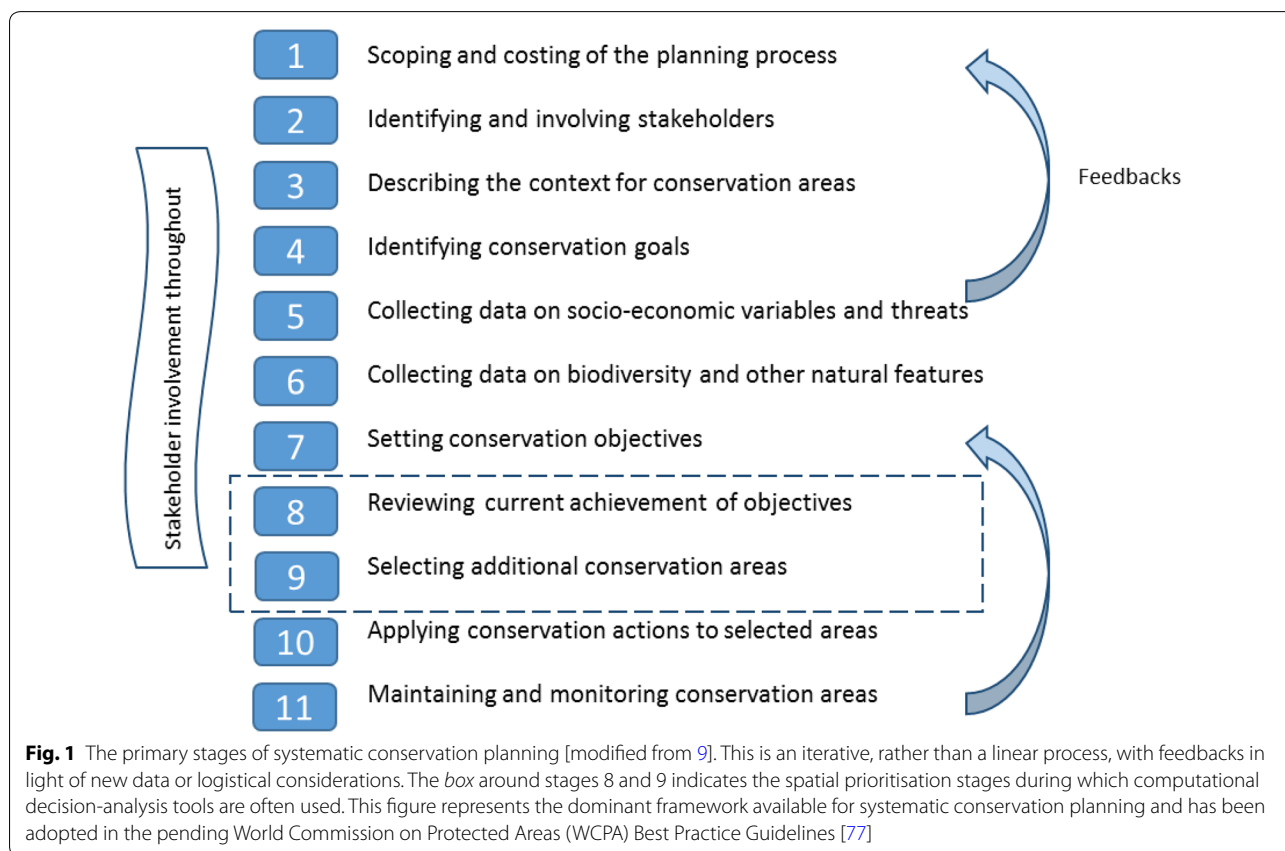 1 Scoping and costing of the planning process
2 Identifying and involving stakeholders
3 Describing the context for conservation areas
Feedbacks
4 Identifying conservation goals
Stakeholder involvement throughout
5 Collecting data on socio-economic variables and threats
6 Collecting data on biodiversity and other natural features
7 Setting conservation objectives
8 Reviewing current achievement of objectives
9 Selecting additional conservation areas
10 Applying conservation actions to selected areas
11 Maintaining and monitoring conservation areas
Fig. 1 The primary stages of systematic conservation planning [modified from 9]. This is an iterative, rather than a linear process, with feedbacks in
light of new data or logistical considerations. The box around stages 8 and 9 indicates the spatial prioritisation stages during which computational
decision-analysis tools are often used. This figure represents the dominant framework available for systematic conservation planning and has been
adopted in the pending World Commission on Protected Areas (WCPA) Best Practice Guidelines [77]